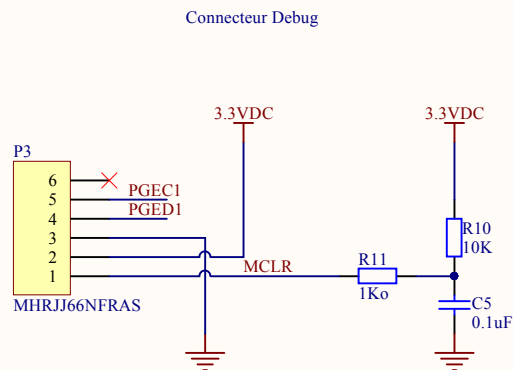 Connecteur Debug
3.3VDC
3.3VDC
P3
6
5
PGEC1
4
PGED1
3
2
1
MCLR
R11
1Ko
R10
10K
C5
0.1uF
MHRJJ66NFRAS